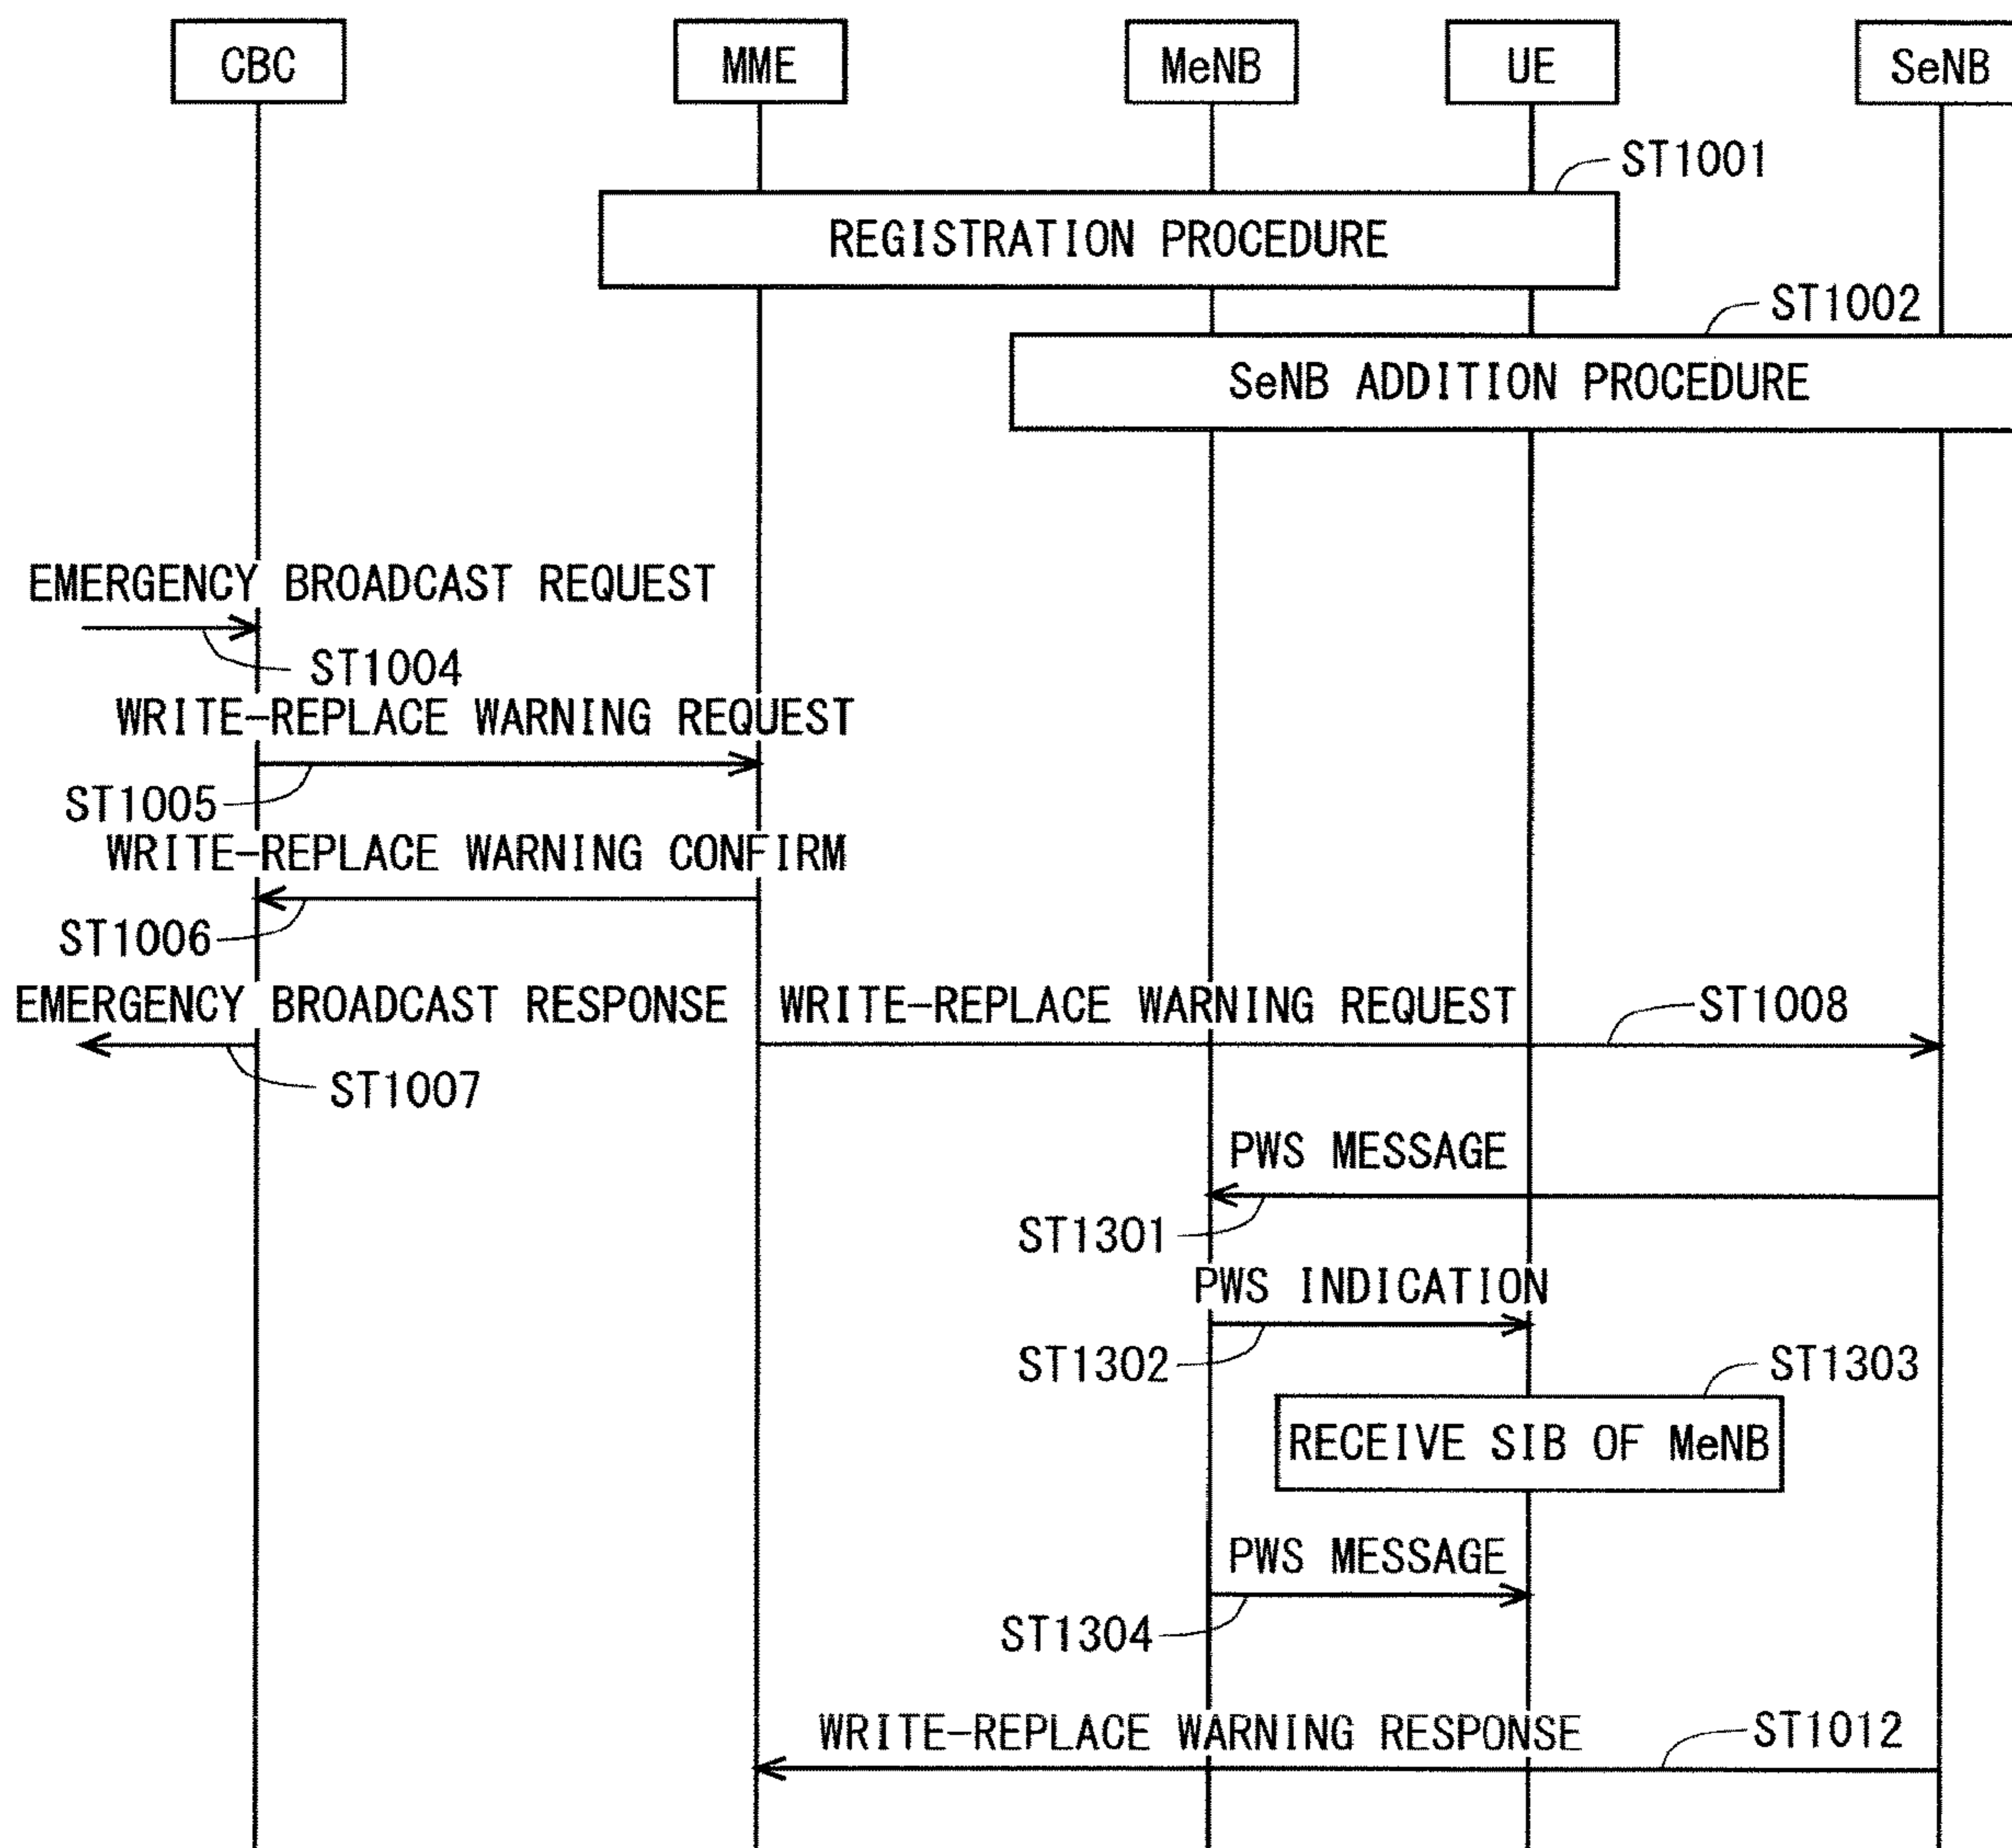 CBC
MME
MeNB
UE
SeNB
ST1001
REGISTRATION PROCEDURE
ST1002
SeNB ADDITION PROCEDURE
EMERGENCY BROADCAST REQUEST
ST1004
WRITE-REPLACE WARNING REQUEST
ST1005
WRITE-REPLACE WARNING CONFIRM
ST1006
EMERGENCY BROADCAST RESPONSE
WRITE-REPLACE WARNING REQUEST
ST1008
ST1007
PWS MESSAGE
ST1301
PWS INDICATION
ST1302
ST1303
RECEIVE SIB OF MeNB
PWS MESSAGE
ST1304
WRITE-REPLACE WARNING RESPONSE
ST1012